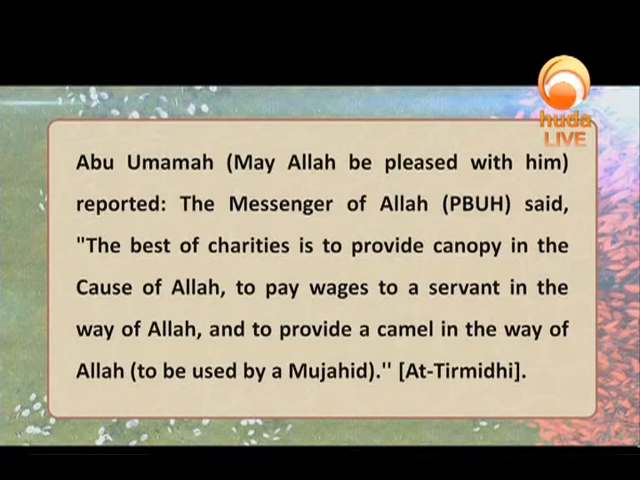 huda
LIVE
Abu Umamah (May Allah be pleased with him)
reported: The Messenger of Allah (PBUH) said,
"The best of charities is to provide canopy in the
Cause of Allah, to pay wages to a servant in the
way of Allah, and to provide a camel in the way of
Allah (to be used by a Mujahid).'' [At-Tirmidhi].